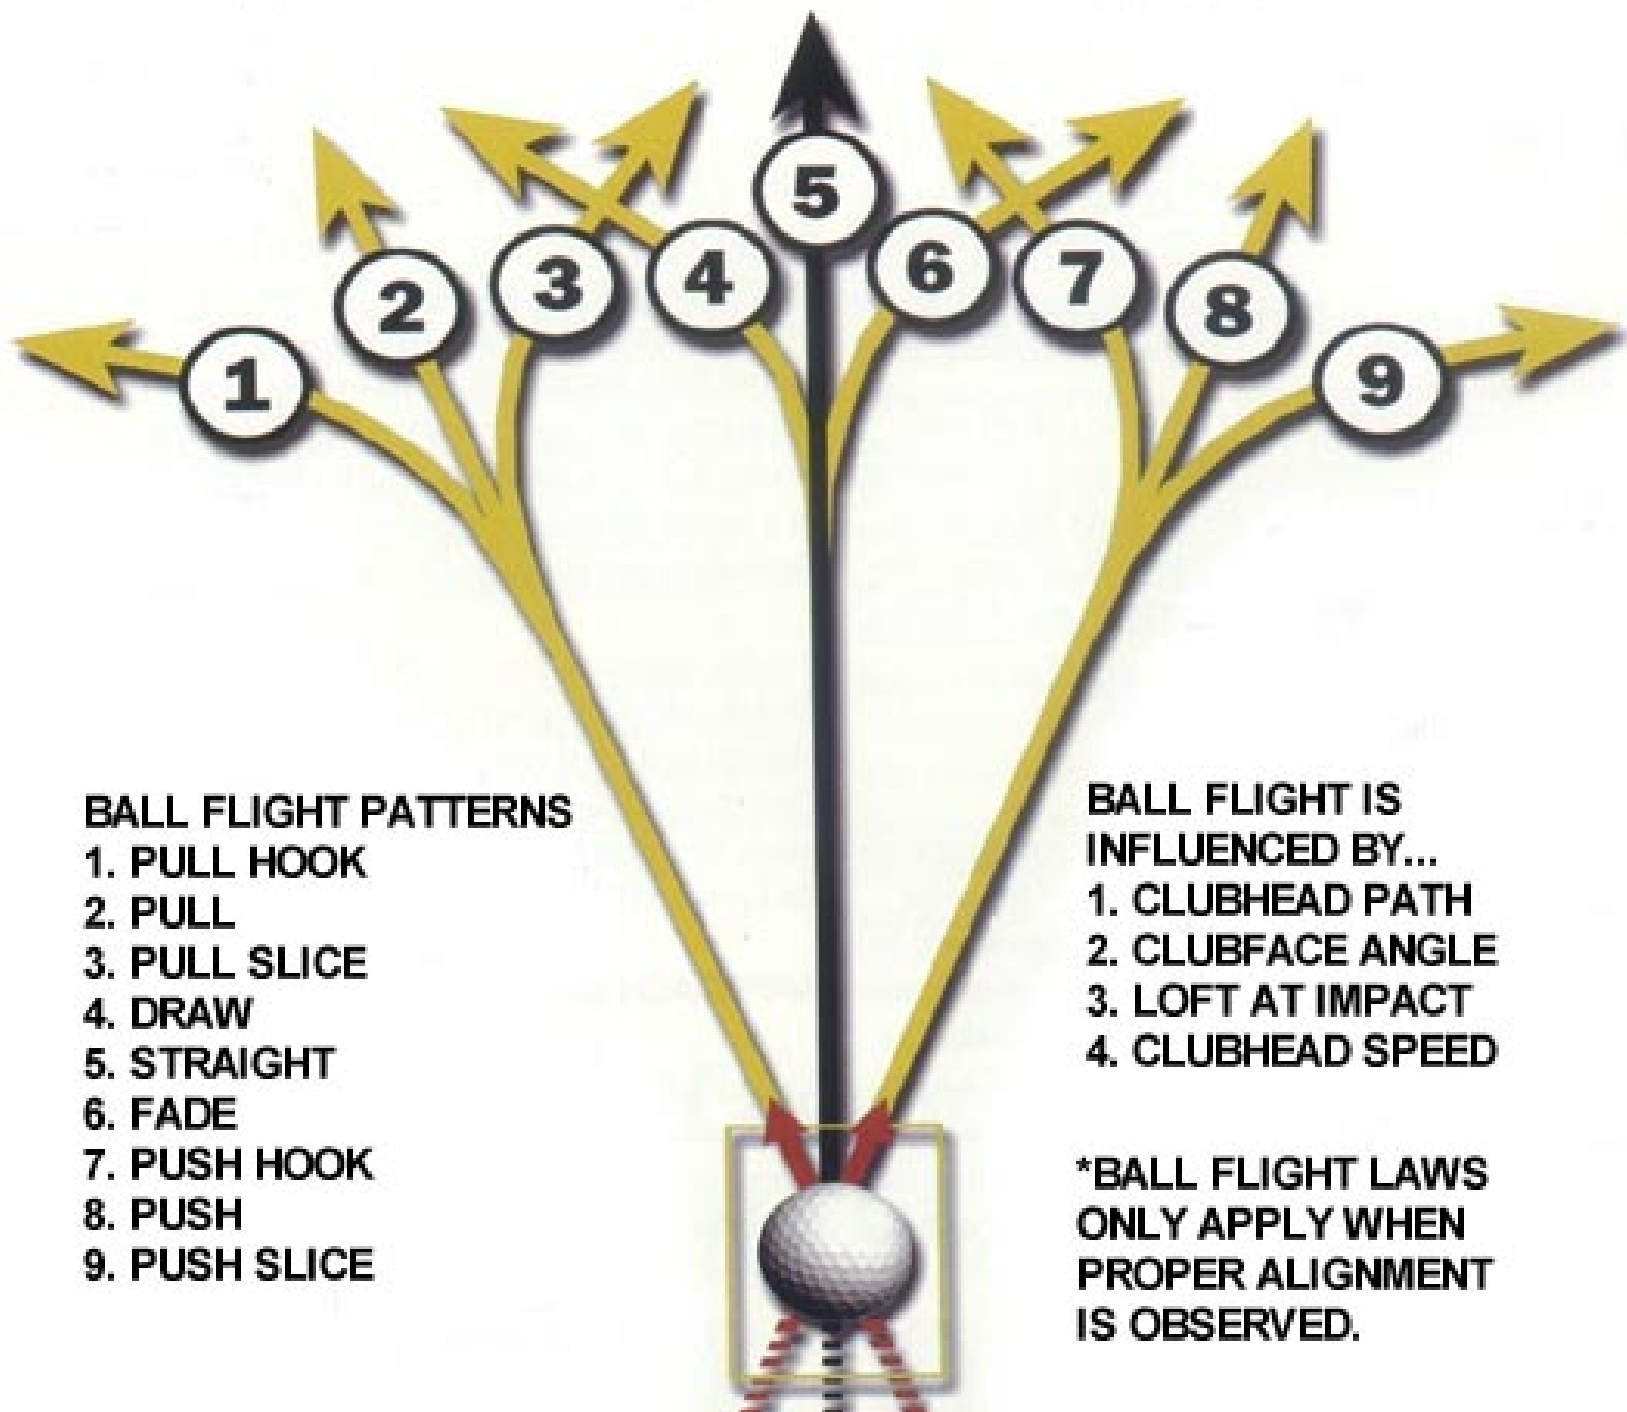 5
6
4
7
3
8
2
9
1
BALL FLIGHT PATTERNS
1. PULL HOOK
2. PULL
3. PULL SLICE
4. DRAW
5. STRAIGHT
6. FADE
7. PUSH HOOK
8. PUSH
9. PUSH SLICE
BALL FLIGHT IS
INFLUENCED BY...
1. CLUBHEAD PATH
2. CLUBFACE ANGLE
3. LOFT AT IMPACT
4. CLUBHEAD SPEED
*BALL FLIGHT LAWS
ONLY APPLY WHEN
PROPER ALIGNMENT
IS OBSERVED.